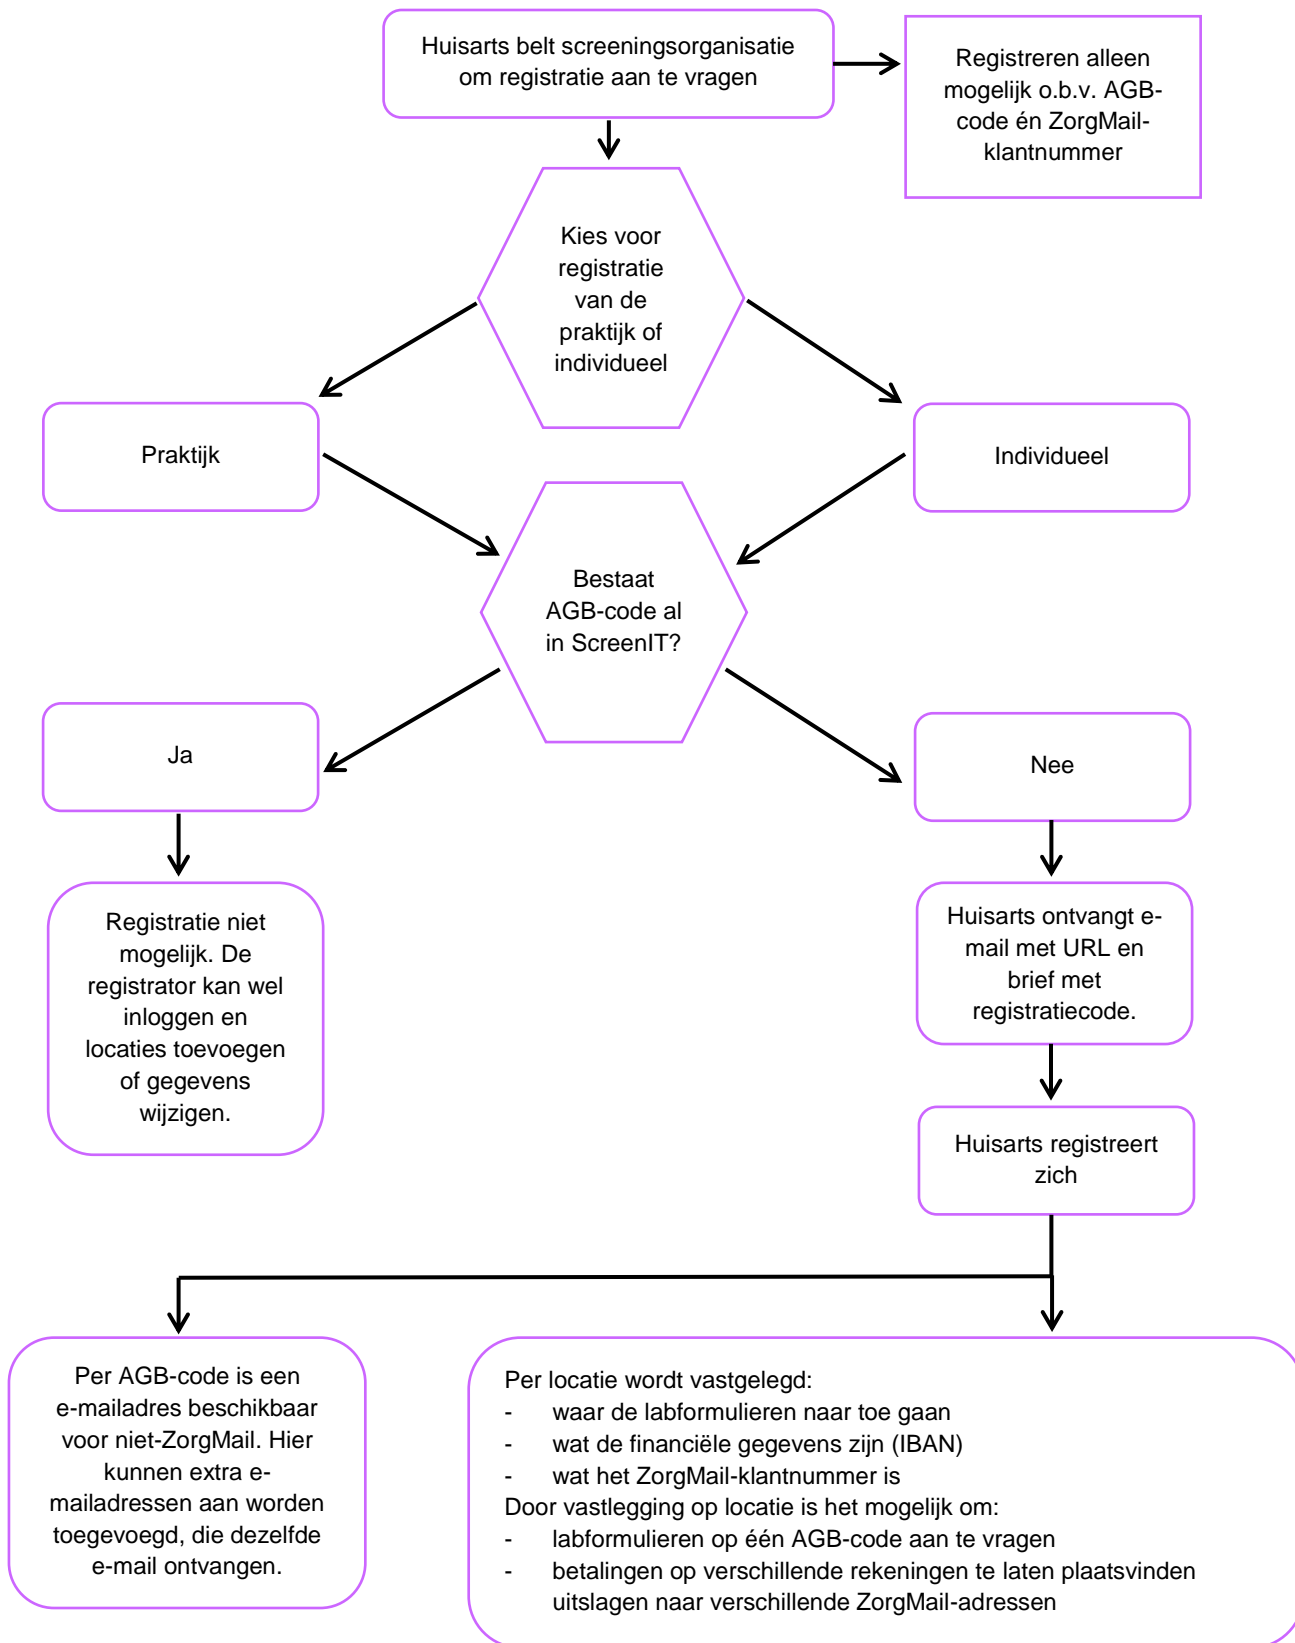 Huisarts belt screeningsorganisatie
om registratie aan te vragen
Registreren alleen
mogelijk o.b.v. AGB-
code én ZorgMail-
klantnummer
Kies voor
registratie
van de
praktijk of
individueel
Praktijk
Individueel
Bestaat
AGB-code al
in ScreenIT?
Ja
Nee
Registratie niet
mogelijk. De
registrator kan wel
inloggen en
locaties toevoegen
of gegevens
wijzigen.
Huisarts ontvangt e-
mail met URL en
brief met
registratiecode.
Huisarts registreert
zich
Per AGB-code is een
e-mailadres beschikbaar
voor niet-ZorgMail. Hier
kunnen extra e-
mailadressen aan worden
toegevoegd, die dezelfde
e-mail ontvangen.
Per locatie wordt vastgelegd:
- waar de labformulieren naar toe gaan
- wat de financiële gegevens zijn (IBAN)
- wat het ZorgMail-klantnummer is
Door vastlegging op locatie is het mogelijk om:
- labformulieren op één AGB-code aan te vragen
- betalingen op verschillende rekeningen te laten plaatsvinden
uitslagen naar verschillende ZorgMail-adressen